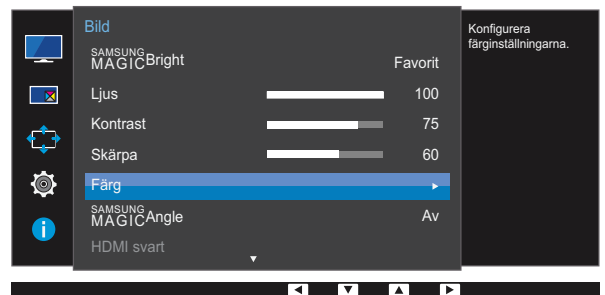 Bild
SAMSUNG
MAGICBright Favorit
Ljus 100
Kontrast 75
Skärpa 60
Färg
SAMSUNG
MAGICAngle Av
HDMI svart
Konfigurera
färginställningarna.